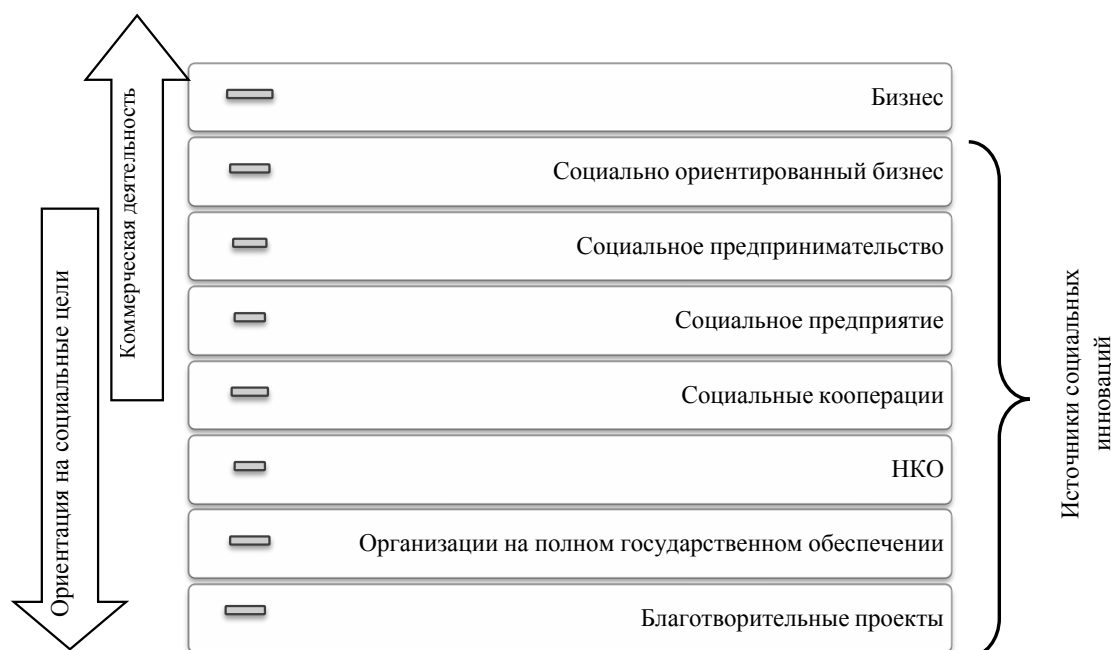 Коммерческая деятельность
Ориентация на социальные цели
Бизнес
Социально ориентированный бизнес
Социальное предпринимательство
Социальное предприятие
Социальные кооперации
НКО
Организации на полном государственном обеспечении
Благотворительные проекты
Источники социальных
инноваций